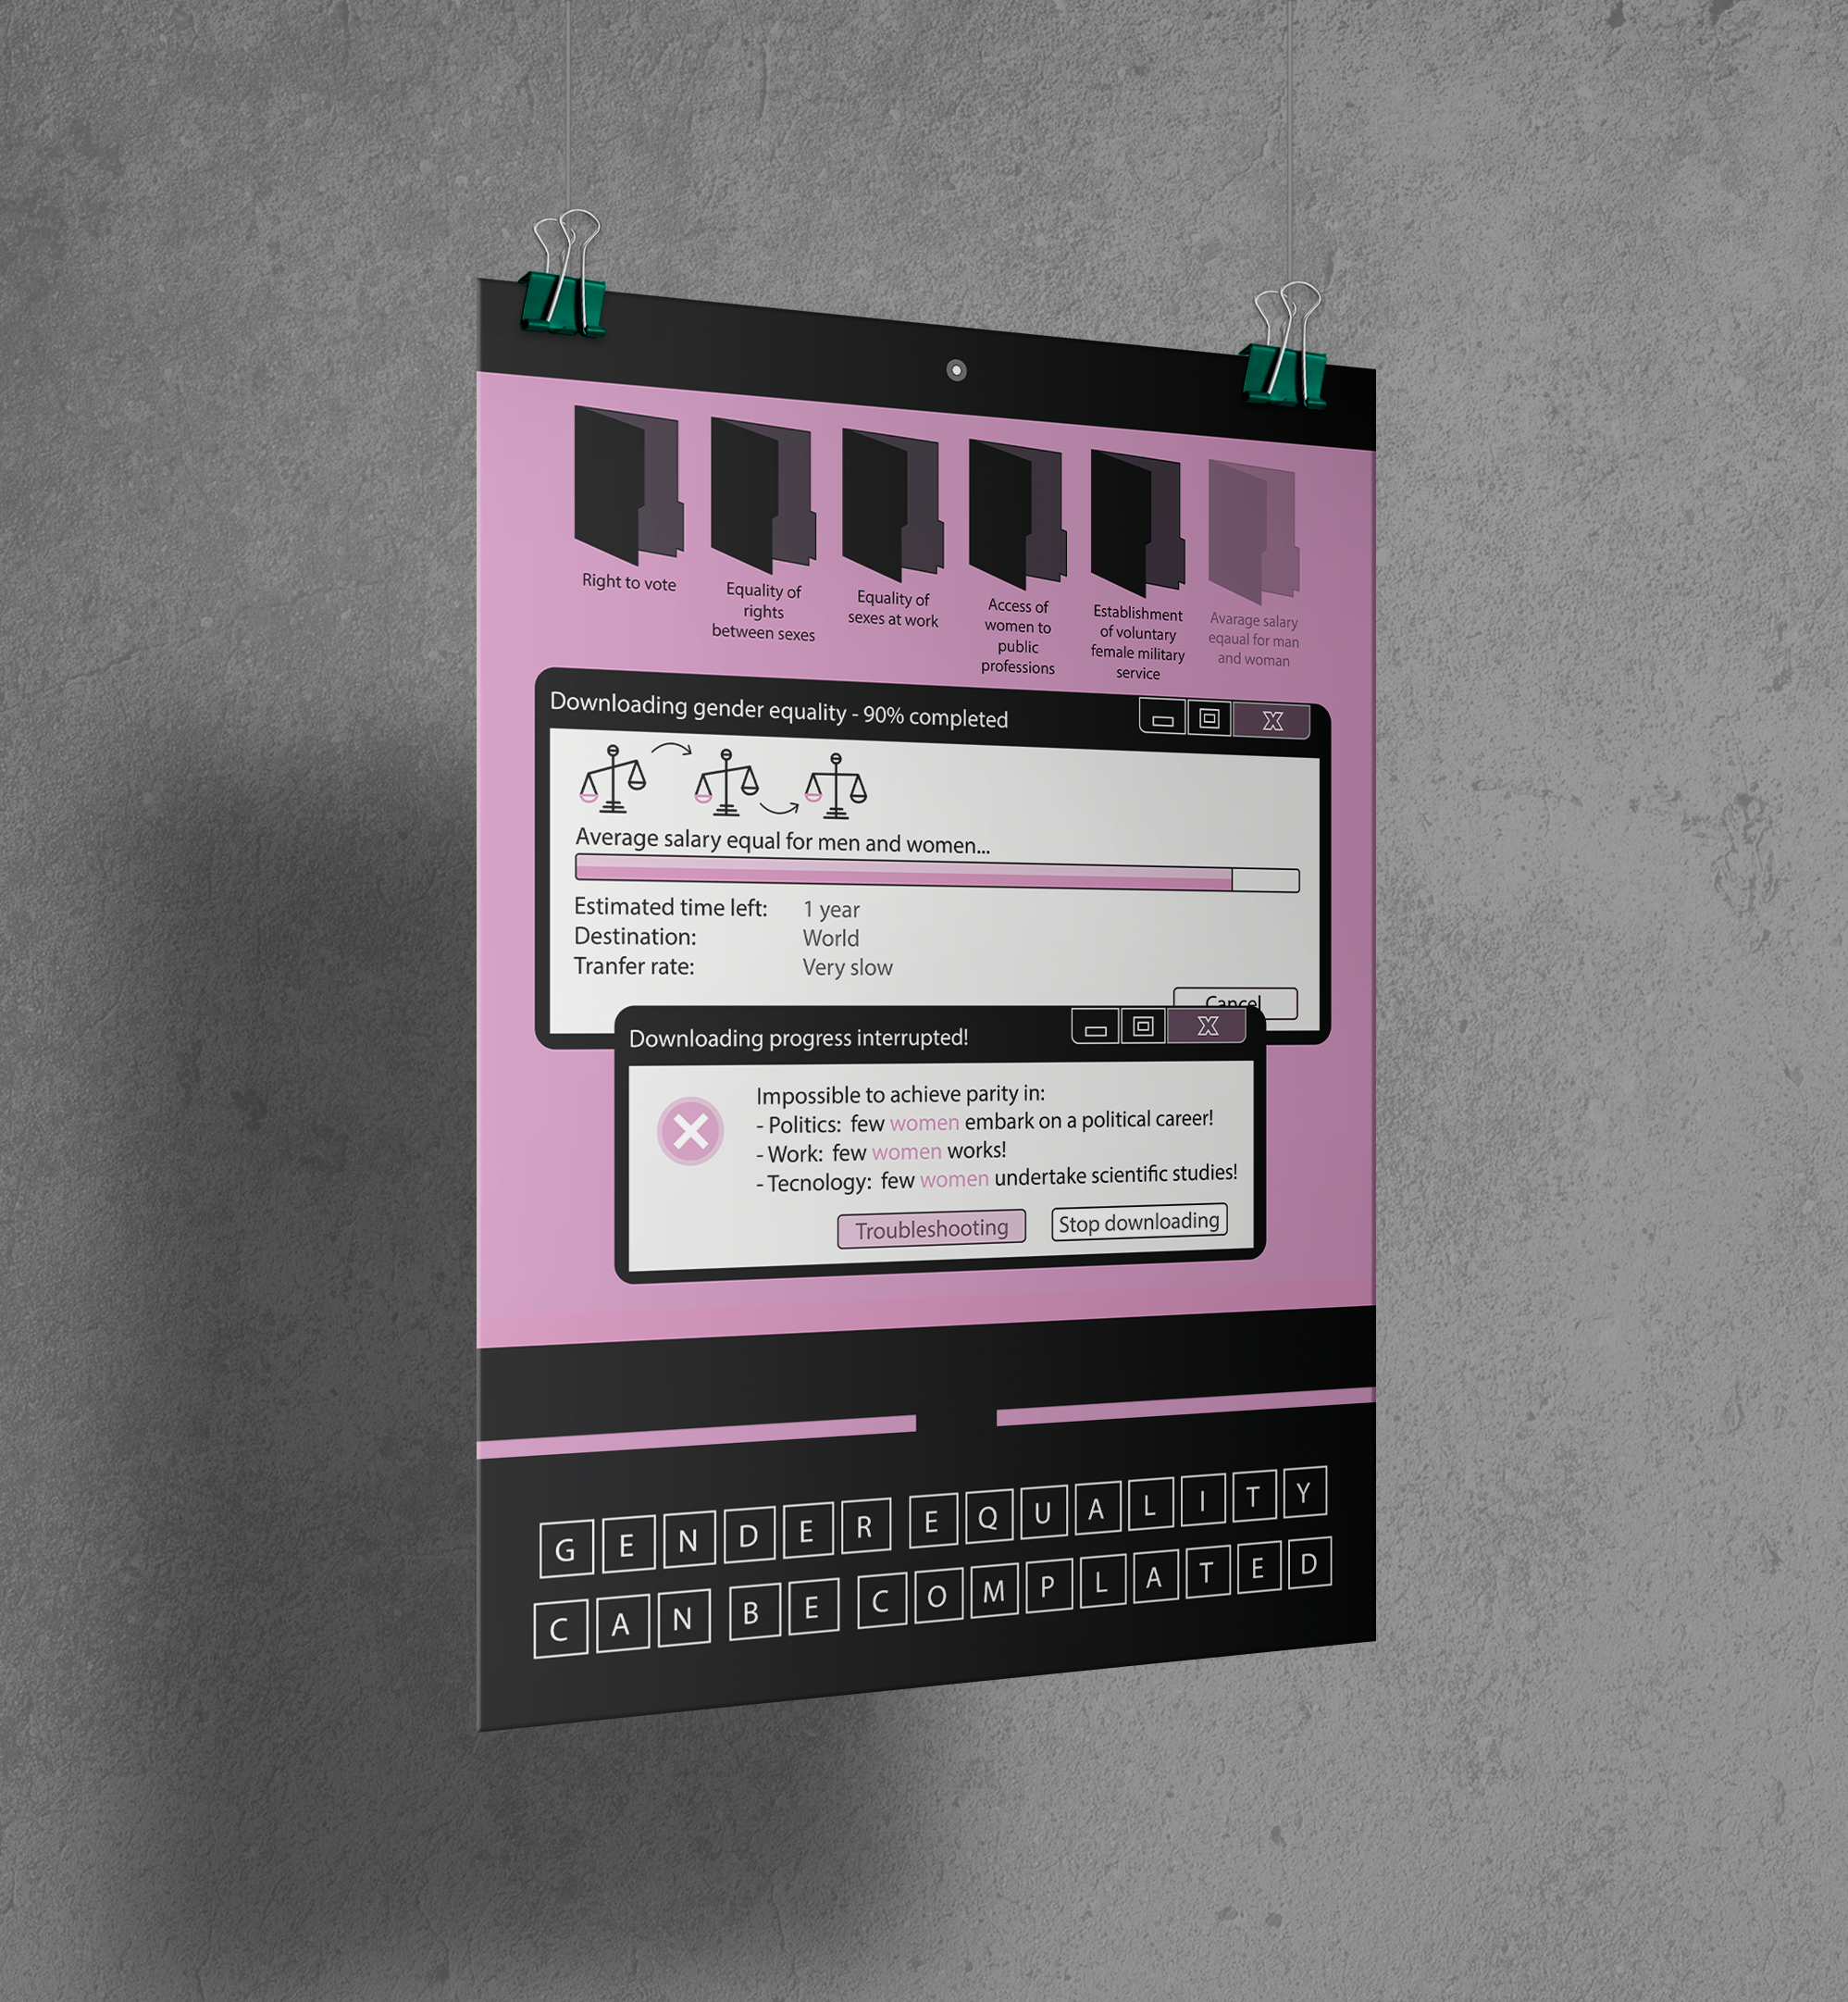 Right to vote
Equality of
rights
between sexes
Equality of
sexes at work
Access of
women to
public
professions
Establishment
of voluntary
female military
service
Avarage salary
eqaual for man
and woman
Downloading gender equality - 90% completed
X
Average salary equal for men and women...
Estimated time left: 1 year
Destination: World
Tranfer rate: Very slow
Cancel
Downloading progress interrupted!
X
Impossible to achieve parity in:
- Politics: few women embark on a political career!
- Work: few women works!
- Tecnology: few women undertake scientific studies!
Troubleshooting Stop downloading
GENDER EQUALITY
CAN BE COMPLATED